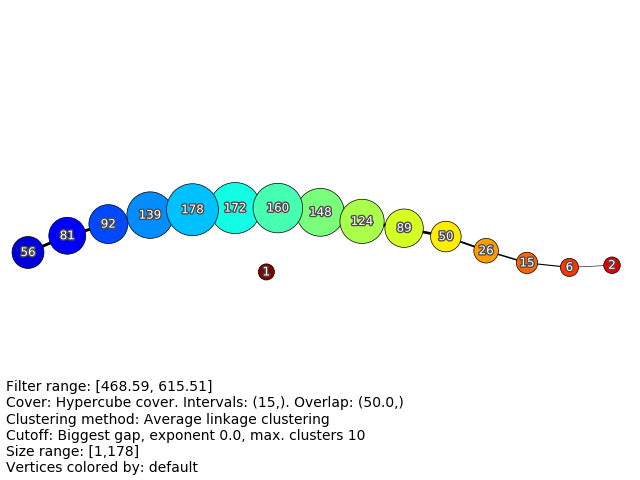 56 81 92 139 178 172 160 148 124 89 50 26 15 6 2
1
Filter range: [468.59, 615.51]
Cover: Hypercube cover. Intervals: (15,). Overlap: (50.0,)
Clustering method: Average linkage clustering
Cutoff: Biggest gap, exponent 0.0, max. clusters 10
Size range: [1,178]
Vertices colored by: default